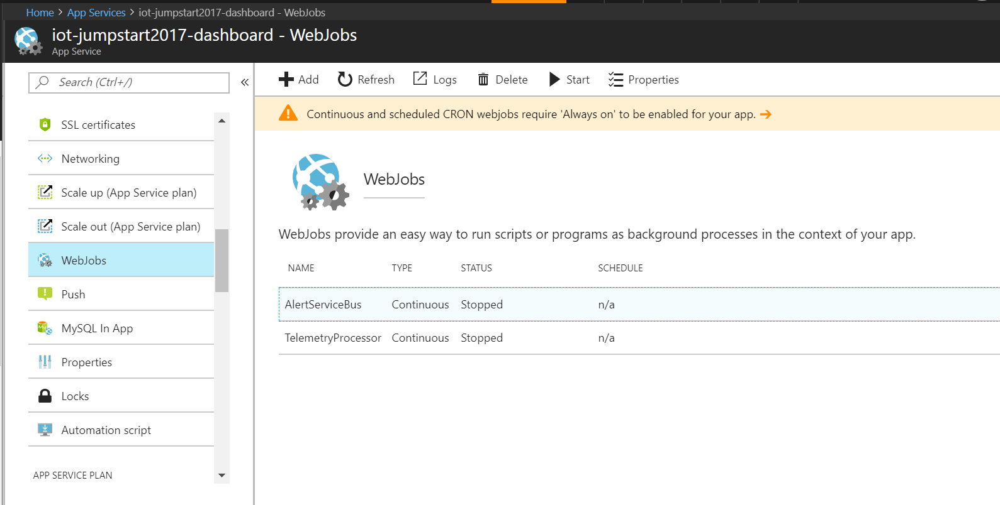 Home > App Services > iot-jumpstart2017-dashboard - WebJobs
iot-jumpstart2017-dashboard - WebJobs
App Service
Search (Ctrl+/)
SSL certificates
Networking
Scale up (App Service plan)
Scale out (App Service plan)
WebJobs
Push
MySQL In App
Properties
Locks
Automation script
APP SERVICE PLAN
Add Refresh Logs Delete Start Properties
Continuous and scheduled CRON webjobs require 'Always on' to be enabled for your app.
WebJobs
WebJobs provide an easy way to run scripts or programs as background processes in the context of your app.
NAME TYPE STATUS SCHEDULE
AlertServiceBus Continuous Stopped n/a
TelemetryProcessor Continuous Stopped n/a